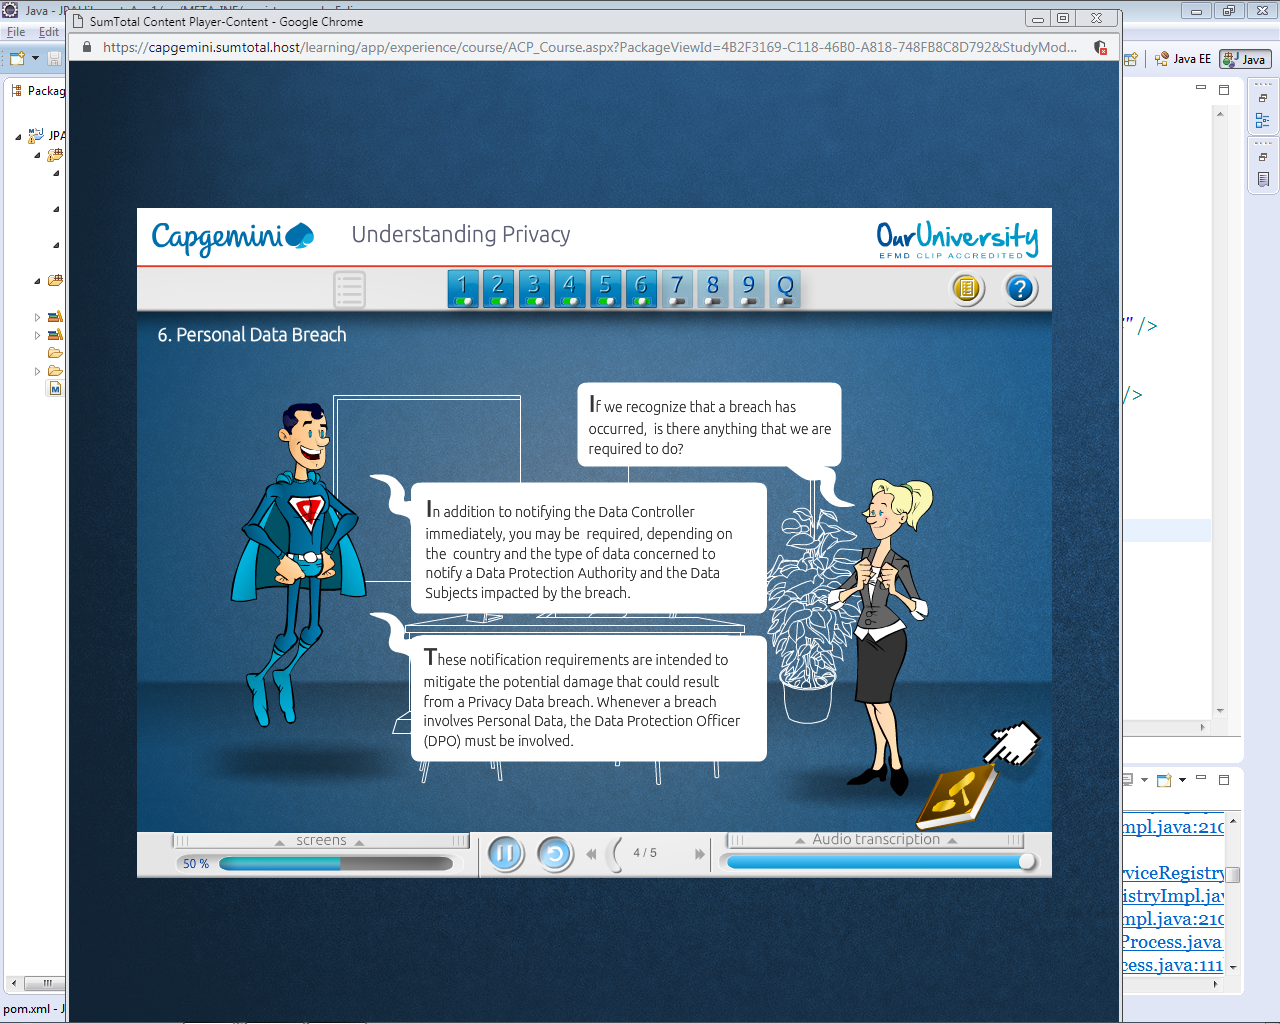 SumTotal Content Player-Content - Google Chrome
https://capgemini.sumtotal.host/learning/app/experience/course/ACP_Course.aspx?PackageViewId=4B2F3169-C118-46B0-A818-748FB8C8D792&StudyMod...
File Edit
Java EE
Java
Packag
JPA
Capgemini
Understanding Privacy
OurUniversity
EFMD CLIP ACCREDITED
1 2 3 4 5 6 7 8 9 Q
?
6. Personal Data Breach
" />
/>
If we recognize that a breach has
occurred, is there anything that we are
required to do?
In addition to notifying the Data Controller
immediately, you may be required, depending on
the country and the type of data concerned to
notify a Data Protection Authority and the Data
Subjects impacted by the breach.
These notification requirements are intended to
mitigate the potential damage that could result
from a Privacy Data breach. Whenever a breach
involves Personal Data, the Data Protection Officer
(DPO) must be involved.
screens
50 %
4 / 5
Audio transcription
mpl.java:210
rviceRegistry
istryImpl.jav
mpl.java:210
Process.java
cess.java:111
pom.xml - J